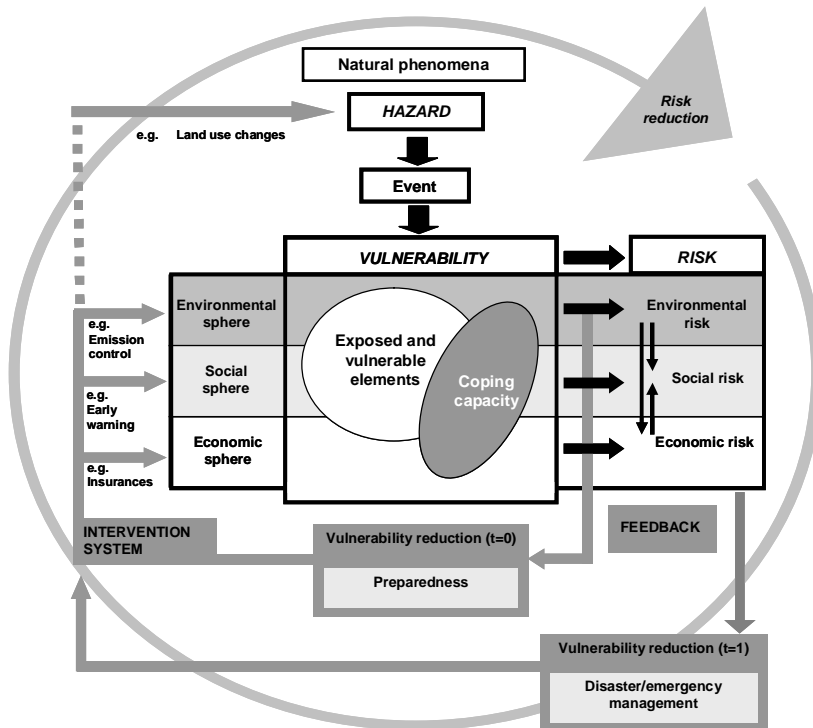 Natural phenomena
Risk
reduction
HAZARD
e.g. Land use changes
Event
VULNERABILITY
RISK
Environmental
sphere
Environmental
risk
e.g.
Emission
control
Exposed and
vulnerable
elements
Social
sphere
Coping
capacity
Social risk
e.g.
Early
warning
Economic
sphere
Economic risk
e.g.
Insurances
INTERVENTION
SYSTEM
Vulnerability reduction (t=0)
FEEDBACK
Preparedness
Vulnerability reduction (t=1)
Disaster/emergency
management